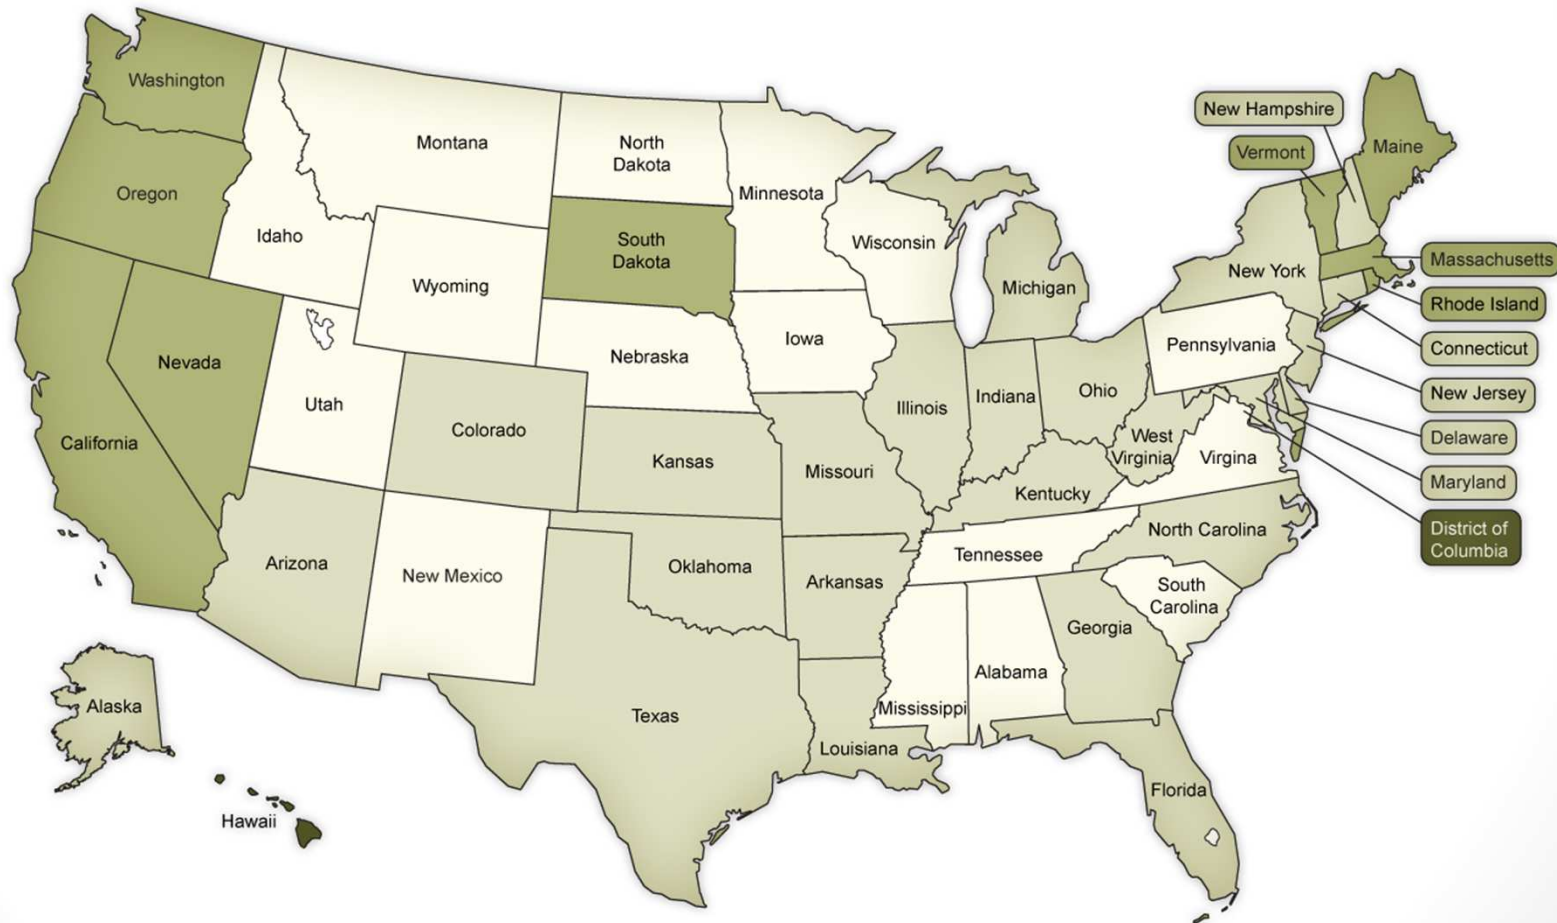 Washington
Montana
North
Dakota
Minnesota
New Hampshire
Vermont
Maine
Oregon
Idaho
South
Dakota
Wisconsin
Michigan
New York
Massachusetts
Wyoming
Rhode Island
Nevada
Utah
Nebraska
Iowa
Pennsylvania
Connecticut
California
Colorado
Kansas
Missouri
Illinois
Indiana
Ohio
West
Virginia
Virgina
Kentucky
New Jersey
Delaware
Maryland
District of
Columbia
Arizona
New Mexico
Oklahoma
Arkansas
Tennessee
North Carolina
South
Carolina
Georgia
Alabama
Mississippi
Alaska
Texas
Louisiana
Florida
Hawaii